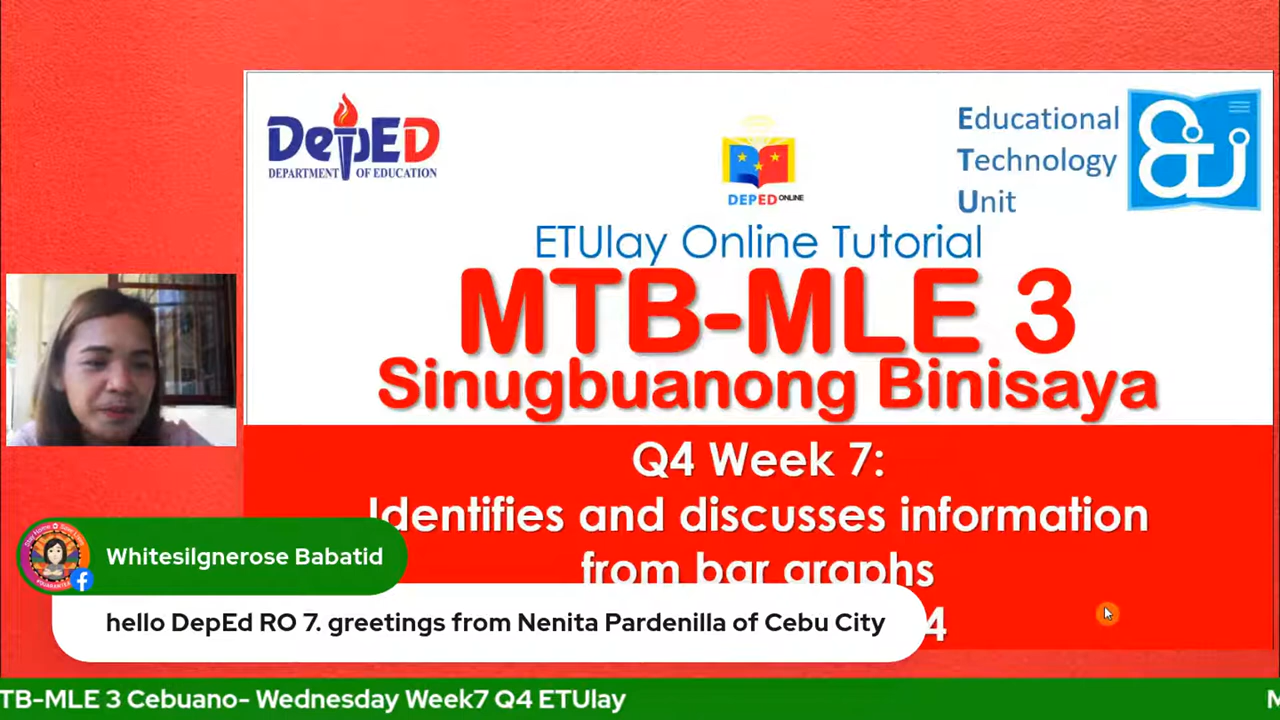 DepED
DEPARTMENT OF EDUCATION
DEPED ONLINE
Educational
Technology
Unit
ETUlay Online Tutorial
MTB-MLE 3
Sinugbuanong Binisaya
Q4 Week 7:
Identifies and discusses information
from bar graphs
4
Whitesilgnerose Babatid
hello DepEd RO 7. greetings from Nenita Pardenilla of Cebu City
TB-MLE 3 Cebuano- Wednesday Week7 Q4 ETUlay
M